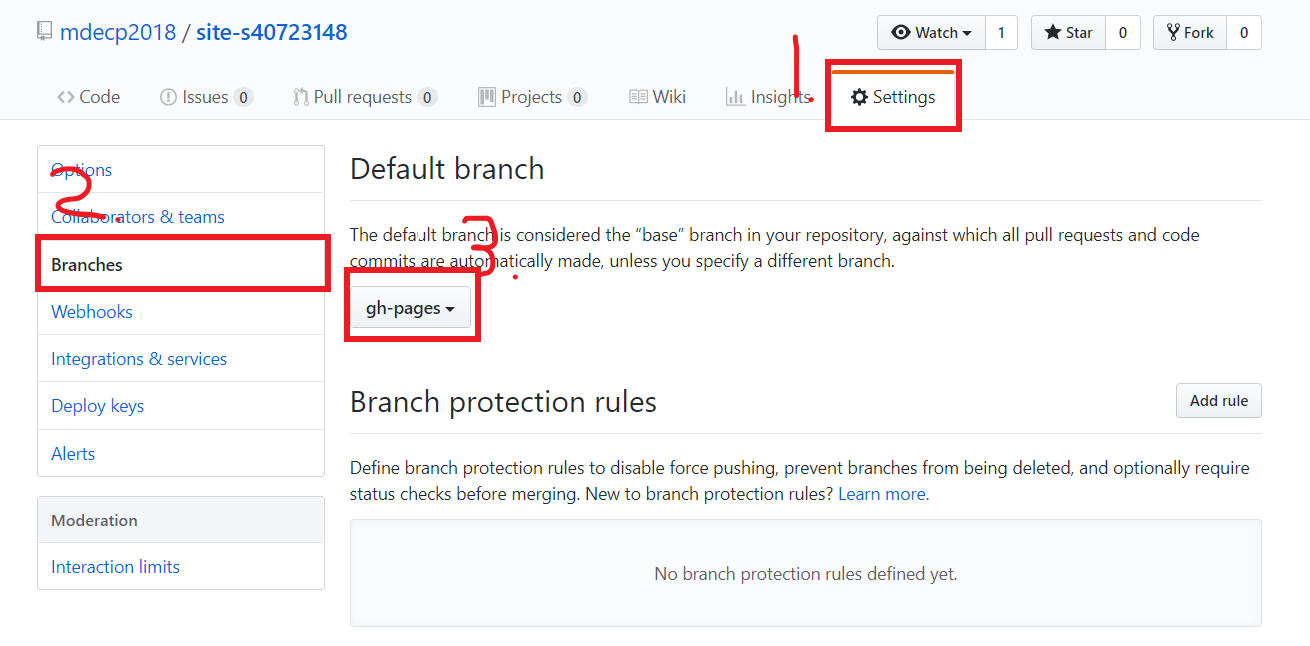 mdecp2018 / site-s40723148
Watch 1 Star 0 Fork 0
1.
Code Issues 0 Pull requests 0 Projects 0 Wiki Insights Settings
Options
2.
Collaborators & teams
Branches
Webhooks
Integrations & services
Deploy keys
Alerts
Moderation
Interaction limits
Default branch
The default branch is considered the “base” branch in your repository, against which all pull requests and code
commits are automatically made, unless you specify a different branch.
3.
gh-pages
Branch protection rules
Add rule
Define branch protection rules to disable force pushing, prevent branches from being deleted, and optionally require
status checks before merging. New to branch protection rules? Learn more.
No branch protection rules defined yet.